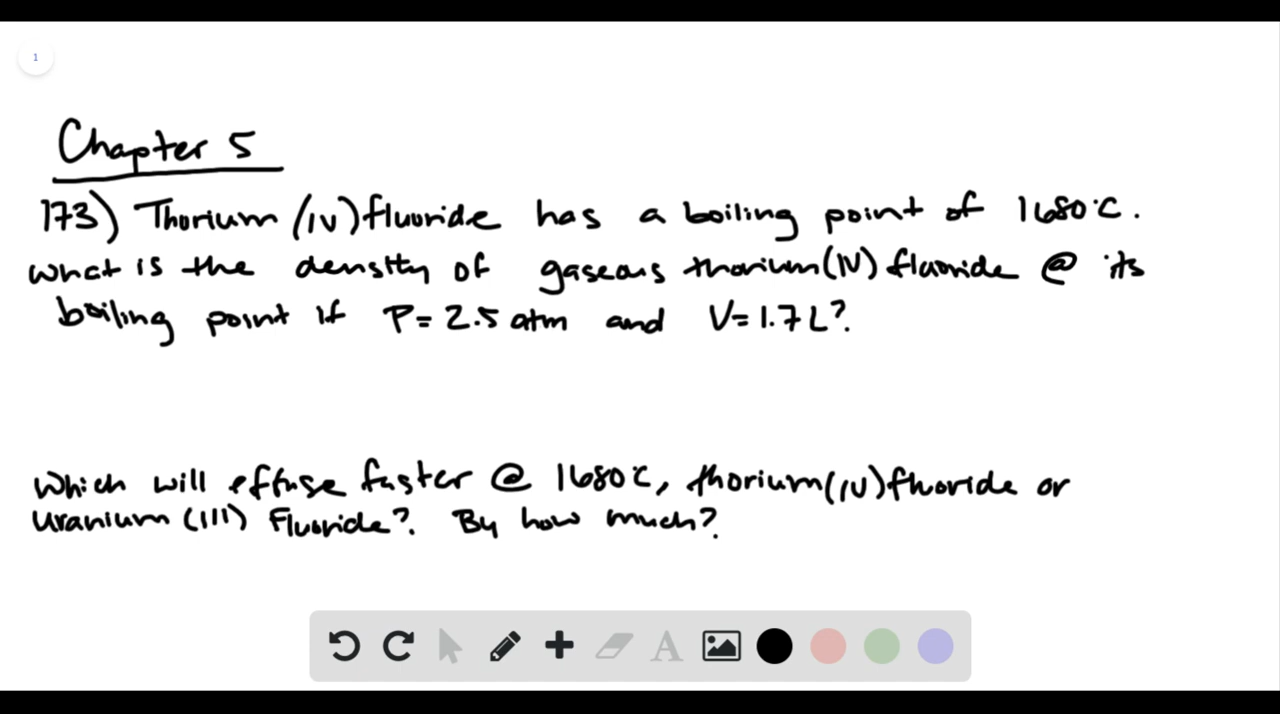 1
Chapter 5
173) Thorium (IV) fluoride has a boiling point of 1680°C.
What is the density of gaseous thorium(IV) fluoride @ its
boiling point if P= 2.5 atm and V= 1.7 L?
Which will effuse faster @ 1680°C, thorium(IV) fluoride or
Uranium (III) Fluoride? By how much?
A